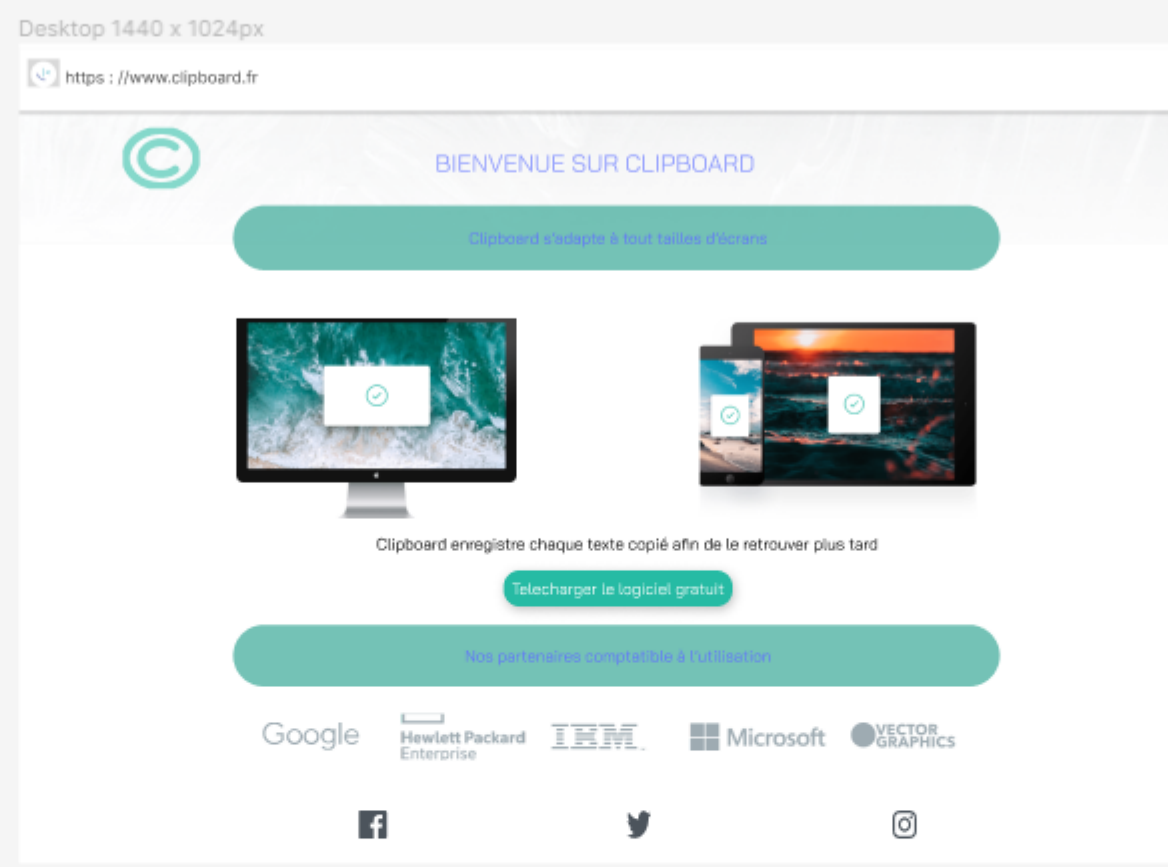 Desktop 1440 x 1024px
https : //www.clipboard.fr
©
BIENVENUE SUR CLIPBOARD
Clipboard s'adapte à tout tailles d'écrans
Clipboard enregistre chaque texte copié afin de le retrouver plus tard
Telecharger le logiciel gratuit
Nos partenaires comptatible à l'utilisation
Google
Hewlett Packard
Enterprise
IBM
Microsoft
VECTOR
GRAPHICS